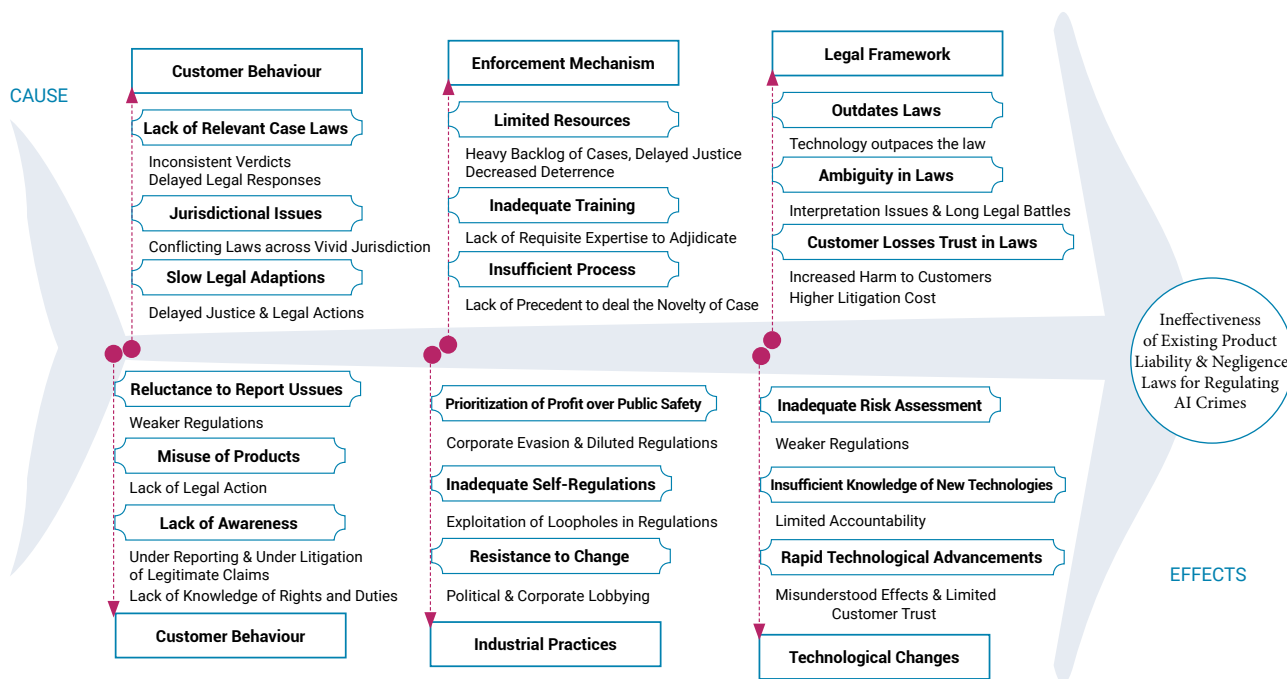 CAUSE
Customer Behaviour
Lack of Relevant Case Laws
Inconsistent Verdicts
Delayed Legal Responses
Jurisdictional Issues
Conflicting Laws across Vivid Jurisdiction
Slow Legal Adaptions
Delayed Justice & Legal Actions
Enforcement Mechanism
Limited Resources
Heavy Backlog of Cases, Delayed Justice
Decreased Deterrence
Inadequate Training
Lack of Requisite Expertise to Adjidicate
Insufficient Process
Lack of Precedent to deal the Novelty of Case
Legal Framework
Outdates Laws
Technology outpaces the law
Ambiguity in Laws
Interpretation Issues & Long Legal Battles
Customer Losses Trust in Laws
Increased Harm to Customers
Higher Litigation Cost
Ineffectiveness
of Existing Product
Liability & Negligence
Laws for Regulating
AI Crimes
Reluctance to Report Ussues
Weaker Regulations
Misuse of Products
Lack of Legal Action
Lack of Awareness
Under Reporting & Under Litigation
of Legitimate Claims
Lack of Knowledge of Rights and Duties
Customer Behaviour
Prioritization of Profit over Public Safety
Corporate Evasion & Diluted Regulations
Inadequate Self-Regulations
Exploitation of Loopholes in Regulations
Resistance to Change
Political & Corporate Lobbying
Industrial Practices
Inadequate Risk Assessment
Weaker Regulations
Insufficient Knowledge of New Technologies
Limited Accountability
Rapid Technological Advancements
Misunderstood Effects & Limited
Customer Trust
Technological Changes
EFFECTS